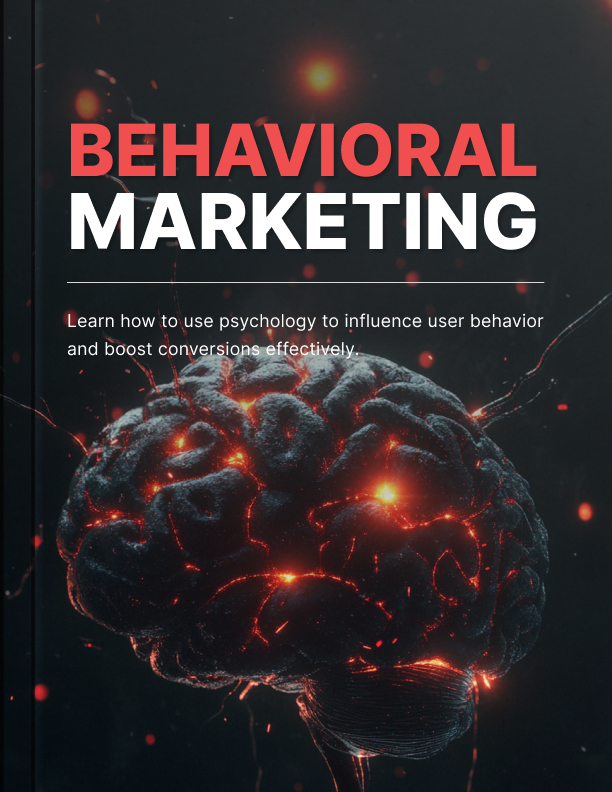 BEHAVIORAL
MARKETING
Learn how to use psychology to influence user behavior
and boost conversions effectively.